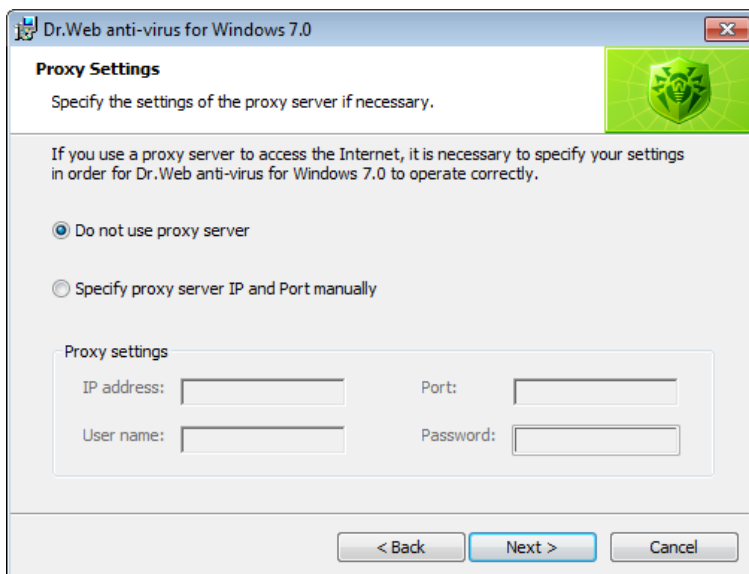 Dr.Web anti-virus for Windows 7.0
Proxy Settings
Specify the settings of the proxy server if necessary.
If you use a proxy server to access the Internet, it is necessary to specify your settings
in order for Dr.Web anti-virus for Windows 7.0 to operate correctly.
Do not use proxy server
Specify proxy server IP and Port manually
Proxy settings
IP address: Port:
User name: Password:
< Back Next > Cancel